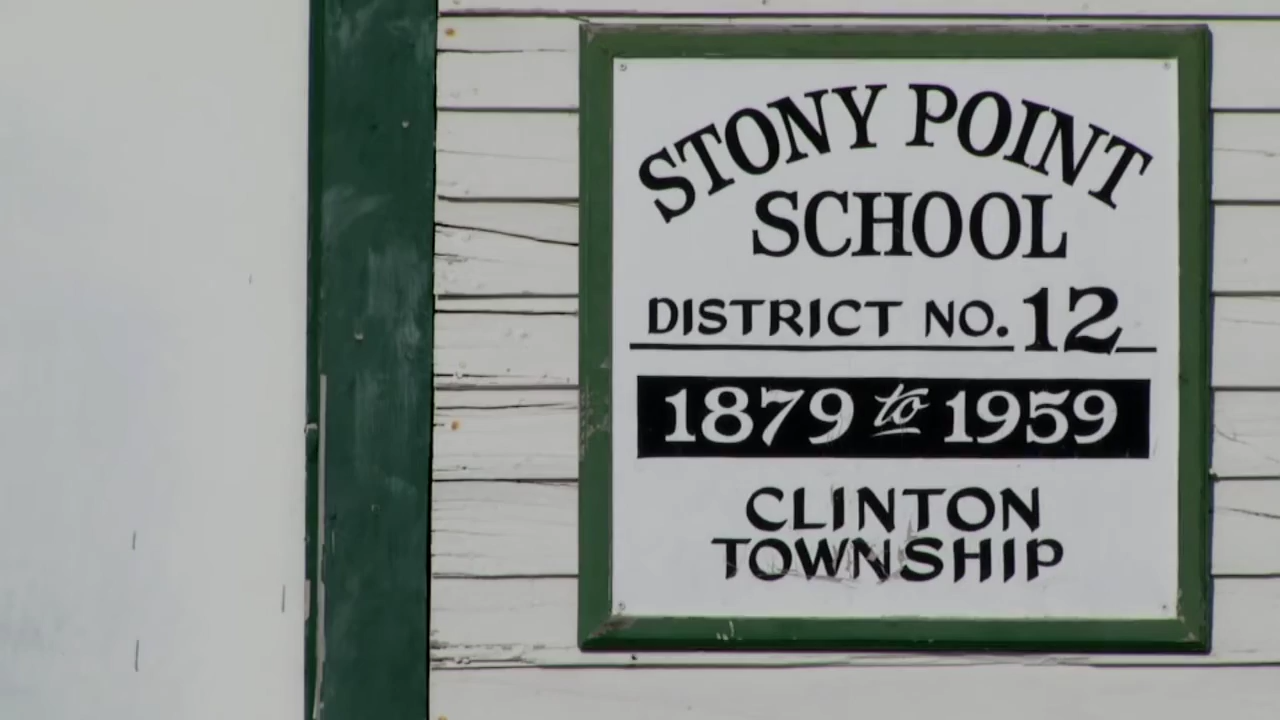 STONY POINT
SCHOOL
DISTRICT NO. 12
1879 to 1959
CLINTON
TOWNSHIP